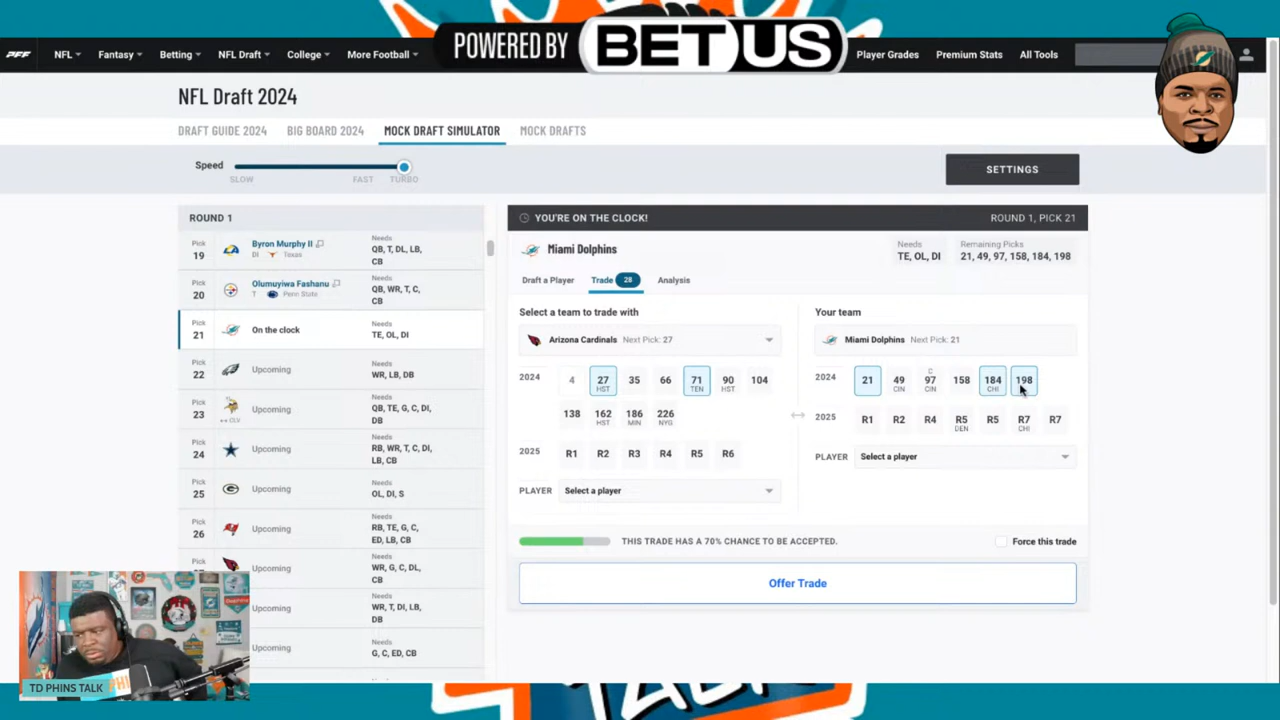 POWERED BY BETUS
PFF NFL Fantasy Betting NFL Draft College More Football Player Grades Premium Stats All Tools
NFL Draft 2024
DRAFT GUIDE 2024 BIG BOARD 2024 MOCK DRAFT SIMULATOR MOCK DRAFTS
Speed
SLOW FAST TURBO
SETTINGS
ROUND 1
Pick 19 Byron Murphy II DI Texas Needs QB, T, DL, LB, CB
Pick 20 Olumuyiwa Fashanu T Penn State Needs QB, WR, T, C, CB
Pick 21 On the clock Needs TE, OL, DI
Pick 22 Upcoming Needs WR, LB, DB
Pick 23 CLV Upcoming Needs QB, TE, G, C, DI, DB
Pick 24 Upcoming Needs RB, WR, T, C, DI, LB, CB
Pick 25 Upcoming Needs OL, DI, S
Pick 26 Upcoming Needs RB, TE, G, C, ED, LB, CB
Upcoming Needs WR, G, C, DL, CB
Upcoming Needs WR, T, DI, LB, DB
Upcoming Needs G, C, ED, CB
YOU'RE ON THE CLOCK! ROUND 1, PICK 21
Miami Dolphins
Needs TE, OL, DI
Remaining Picks 21, 49, 97, 158, 184, 198
Draft a Player Trade 28 Analysis
Select a team to trade with
Arizona Cardinals Next Pick: 27
2024 4 27 HST 35 66 71 TEN 90 HST 104
138 162 HST 186 MIN 226 NYG
2025 R1 R2 R3 R4 R5 R6
PLAYER Select a player
Your team
Miami Dolphins Next Pick: 21
2024 21 49 CIN C 97 CIN 158 184 CHI 198
2025 R1 R2 R4 R5 DEN R5 R7 CHI R7
PLAYER Select a player
THIS TRADE HAS A 70% CHANCE TO BE ACCEPTED.
Force this trade
Offer Trade
TD PHINS TALK
TALK